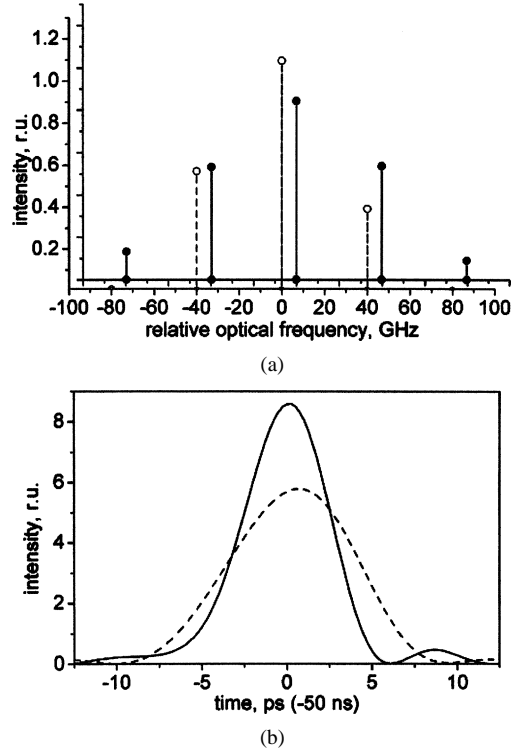 1.2
1.0
0.8
0.6
0.4
0.2
intensity, r.u.
-100 -80 -60 -40 -20 0 20 40 60 80 100
relative optical frequency, GHz
(a)
8
6
4
2
0
intensity, r.u.
-10 -5 0 5 10
time, ps (-50 ns)
(b)